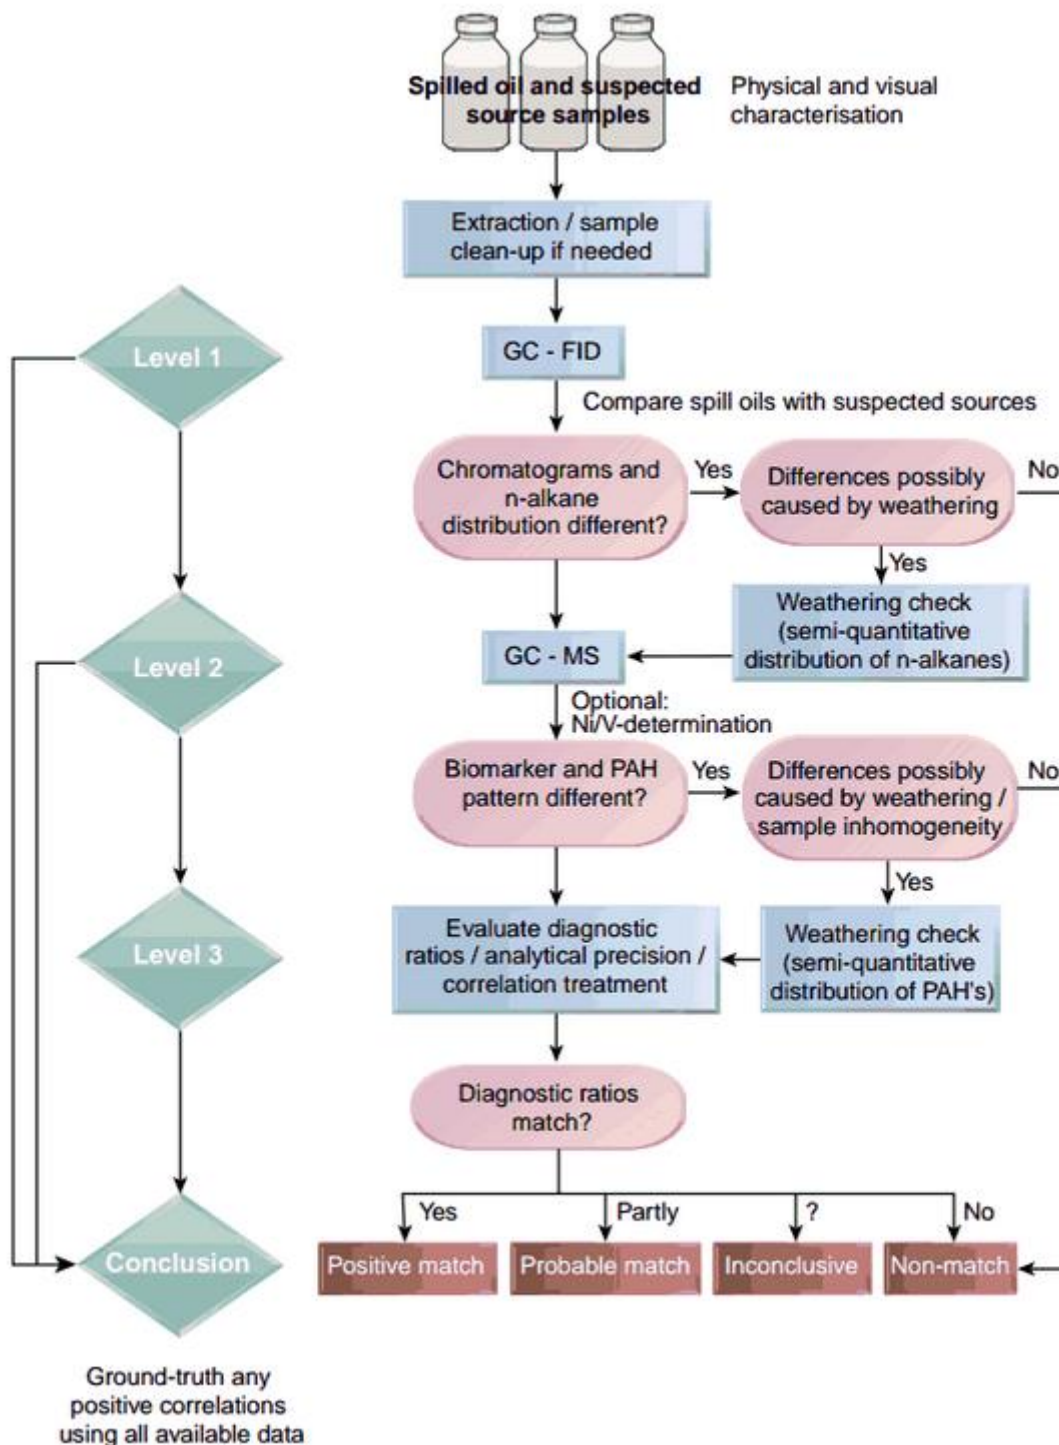 Spilled oil and suspected
source samples
Physical and visual
characterisation
Extraction / sample
clean-up if needed
Level 1
GC - FID
Compare spill oils with suspected sources
Chromatograms and
n-alkane
distribution different?
Yes
Differences possibly
caused by weathering
No
Yes
Level 2
GC - MS
Weathering check
(semi-quantitative
distribution of n-alkanes)
Optional:
Ni/V-determination
Biomarker and PAH
pattern different?
Yes
Differences possibly
caused by weathering /
sample inhomogeneity
No
Yes
Level 3
Evaluate diagnostic
ratios / analytical precision /
correlation treatment
Weathering check
(semi-quantitative
distribution of PAH's)
Diagnostic ratios
match?
Yes
Partly
?
No
Conclusion
Positive match
Probable match
Inconclusive
Non-match
Ground-truth any
positive correlations
using all available data